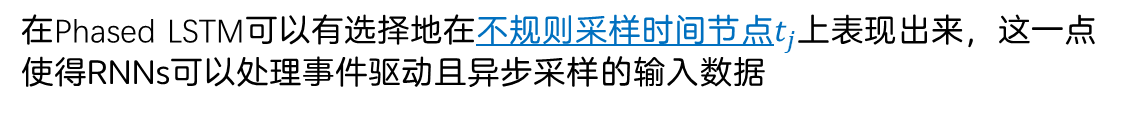 在Phased LSTM可以有选择地在不规则采样时间节点t_j上表现出来，这一点
使得RNNs可以处理事件驱动且异步采样的输入数据